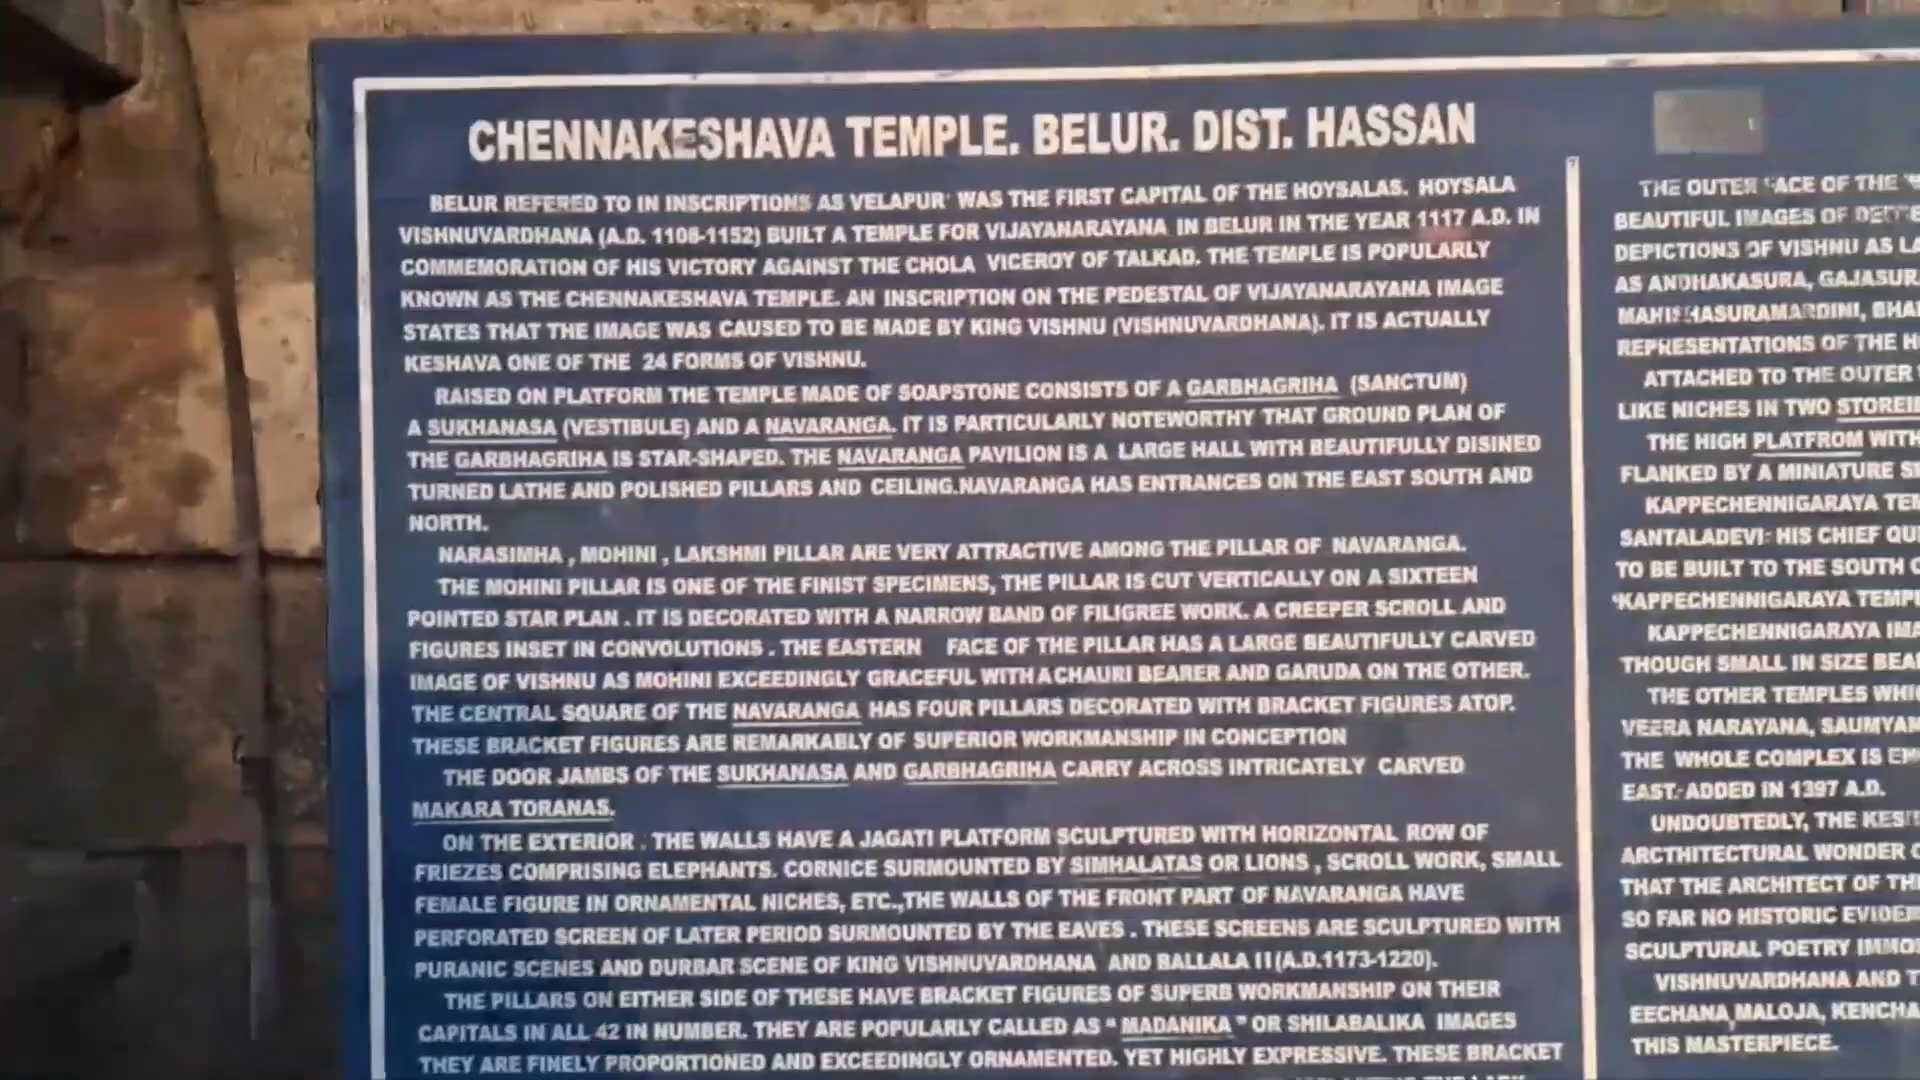 CHENNAKESHAVA TEMPLE. BELUR. DIST. HASSAN
BELUR REFERED TO IN INSCRIPTIONS AS VELAPUR' WAS THE FIRST CAPITAL OF THE HOYSALAS. HOYSALA
VISHNUVARDHANA (A.D. 1108-1152) BUILT A TEMPLE FOR VIJAYANARAYANA IN BELUR IN THE YEAR 1117 A.D. IN
COMMEMORATION OF HIS VICTORY AGAINST THE CHOLA VICEROY OF TALKAD. THE TEMPLE IS POPULARLY
KNOWN AS THE CHENNAKESHAVA TEMPLE. AN INSCRIPTION ON THE PEDESTAL OF VIJAYANARAYANA IMAGE
STATES THAT THE IMAGE WAS CAUSED TO BE MADE BY KING VISHNU (VISHNUVARDHANA). IT IS ACTUALLY
KESHAVA ONE OF THE 24 FORMS OF VISHNU.
RAISED ON PLATFORM THE TEMPLE MADE OF SOAPSTONE CONSISTS OF A GARBHAGRIHA (SANCTUM)
A SUKHANASA (VESTIBULE) AND A NAVARANGA. IT IS PARTICULARLY NOTEWORTHY THAT GROUND PLAN OF
THE GARBHAGRIHA IS STAR-SHAPED. THE NAVARANGA PAVILION IS A LARGE HALL WITH BEAUTIFULLY DISINED
TURNED LATHE AND POLISHED PILLARS AND CEILING.NAVARANGA HAS ENTRANCES ON THE EAST SOUTH AND
NORTH.
NARASIMHA , MOHINI , LAKSHMI PILLAR ARE VERY ATTRACTIVE AMONG THE PILLAR OF NAVARANGA.
THE MOHINI PILLAR IS ONE OF THE FINIST SPECIMENS, THE PILLAR IS CUT VERTICALLY ON A SIXTEEN
POINTED STAR PLAN . IT IS DECORATED WITH A NARROW BAND OF FILIGREE WORK. A CREEPER SCROLL AND
FIGURES INSET IN CONVOLUTIONS . THE EASTERN FACE OF THE PILLAR HAS A LARGE BEAUTIFULLY CARVED
IMAGE OF VISHNU AS MOHINI EXCEEDINGLY GRACEFUL WITH A CHAURI BEARER AND GARUDA ON THE OTHER.
THE CENTRAL SQUARE OF THE NAVARANGA HAS FOUR PILLARS DECORATED WITH BRACKET FIGURES ATOP.
THESE BRACKET FIGURES ARE REMARKABLY OF SUPERIOR WORKMANSHIP IN CONCEPTION
THE DOOR JAMBS OF THE SUKHANASA AND GARBHAGRIHA CARRY ACROSS INTRICATELY CARVED
MAKARA TORANAS.
ON THE EXTERIOR . THE WALLS HAVE A JAGATI PLATFORM SCULPTURED WITH HORIZONTAL ROW OF
FRIEZES COMPRISING ELEPHANTS. CORNICE SURMOUNTED BY SIMHALATAS OR LIONS , SCROLL WORK, SMALL
FEMALE FIGURE IN ORNAMENTAL NICHES, ETC.,THE WALLS OF THE FRONT PART OF NAVARANGA HAVE
PERFORATED SCREEN OF LATER PERIOD SURMOUNTED BY THE EAVES . THESE SCREENS ARE SCULPTURED WITH
PURANIC SCENES AND DURBAR SCENE OF KING VISHNUVARDHANA AND BALLALA II(A.D.1173-1220).
THE PILLARS ON EITHER SIDE OF THESE HAVE BRACKET FIGURES OF SUPERB WORKMANSHIP ON THEIR
CAPITALS IN ALL 42 IN NUMBER. THEY ARE POPULARLY CALLED AS " MADANIKA " OR SHILABALIKA IMAGES
THEY ARE FINELY PROPORTIONED AND EXCEEDINGLY ORNAMENTED. YET HIGHLY EXPRESSIVE. THESE BRACKET
THE OUTER FACE OF THE
BEAUTIFUL IMAGES OF
DEPICTIONS OF VISHNU AS
AS ANDHAKASURA,
MAHISHASURAMARDINI,
REPRESENTATIONS OF THE
ATTACHED TO THE OUTER
LIKE NICHES IN TWO
THE HIGH PLATFROM WITH
FLANKED BY A MINIATURE
KAPPECHENNIGARAYA
SANTALADEVI HIS CHIEF
TO BE BUILT TO THE SOUTH
'KAPPECHENNIGARAYA
KAPPECHENNIGARAYA
THOUGH SMALL IN SIZE
THE OTHER TEMPLES
VEERA NARAYANA,
THE WHOLE COMPLEX IS
EAST. ADDED IN 1397 A.D.
UNDOUBTEDLY, THE
ARCTHITECTURAL WONDER
THAT THE ARCHITECT OF
SO FAR NO HISTORIC
SCULPTURAL POETRY
VISHNUVARDHANA AND
EECHANA,MALOJA,
THIS MASTERPIECE.